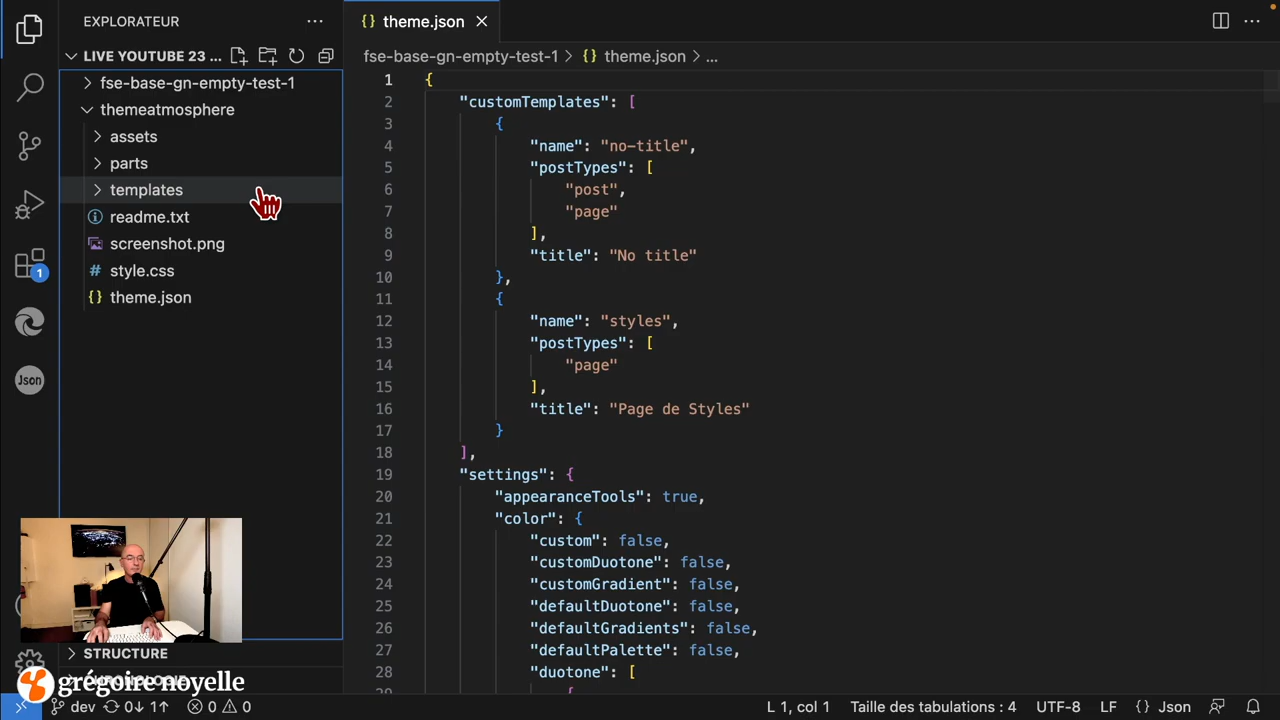 EXPLORATEUR
theme.json
LIVE YOUTUBE 23 ...
fse-base-gn-empty-test-1 > theme.json > ...
fse-base-gn-empty-test-1
themeatmosphere
assets
parts
templates
readme.txt
screenshot.png
style.css
theme.json
1
Json
1 {
2 "customTemplates": [
3 {
4 "name": "no-title",
5 "postTypes": [
6 "post",
7 "page"
8 ],
9 "title": "No title"
10 },
11 {
12 "name": "styles",
13 "postTypes": [
14 "page"
15 ],
16 "title": "Page de Styles"
17 }
18 ],
19 "settings": {
20 "appearanceTools": true,
21 "color": {
22 "custom": false,
23 "customDuotone": false,
24 "customGradient": false,
25 "defaultDuotone": false,
26 "defaultGradients": false,
27 "defaultPalette": false,
28 "duotone": [
29 [
STRUCTURE
grégoire noyelle
dev 0↓ 1↑ 0 0 L 1, col 1 Taille des tabulations : 4 UTF-8 LF {} Json